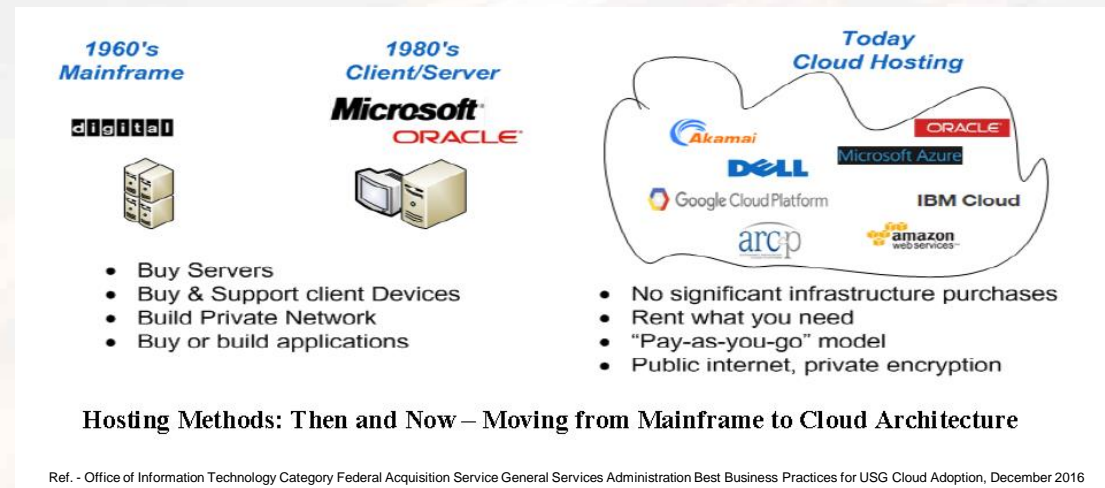 1960's
Mainframe
digital
1980's
Client/Server
Microsoft
ORACLE
Today
Cloud Hosting
Akamai
ORACLE
Microsoft Azure
DELL
Google Cloud Platform
IBM Cloud
arc-p
amazon
web services
• Buy Servers
• Buy & Support client Devices
• Build Private Network
• Buy or build applications
• No significant infrastructure purchases
• Rent what you need
• “Pay-as-you-go” model
• Public internet, private encryption
Hosting Methods: Then and Now – Moving from Mainframe to Cloud Architecture
Ref. - Office of Information Technology Category Federal Acquisition Service General Services Administration Best Business Practices for USG Cloud Adoption, December 2016